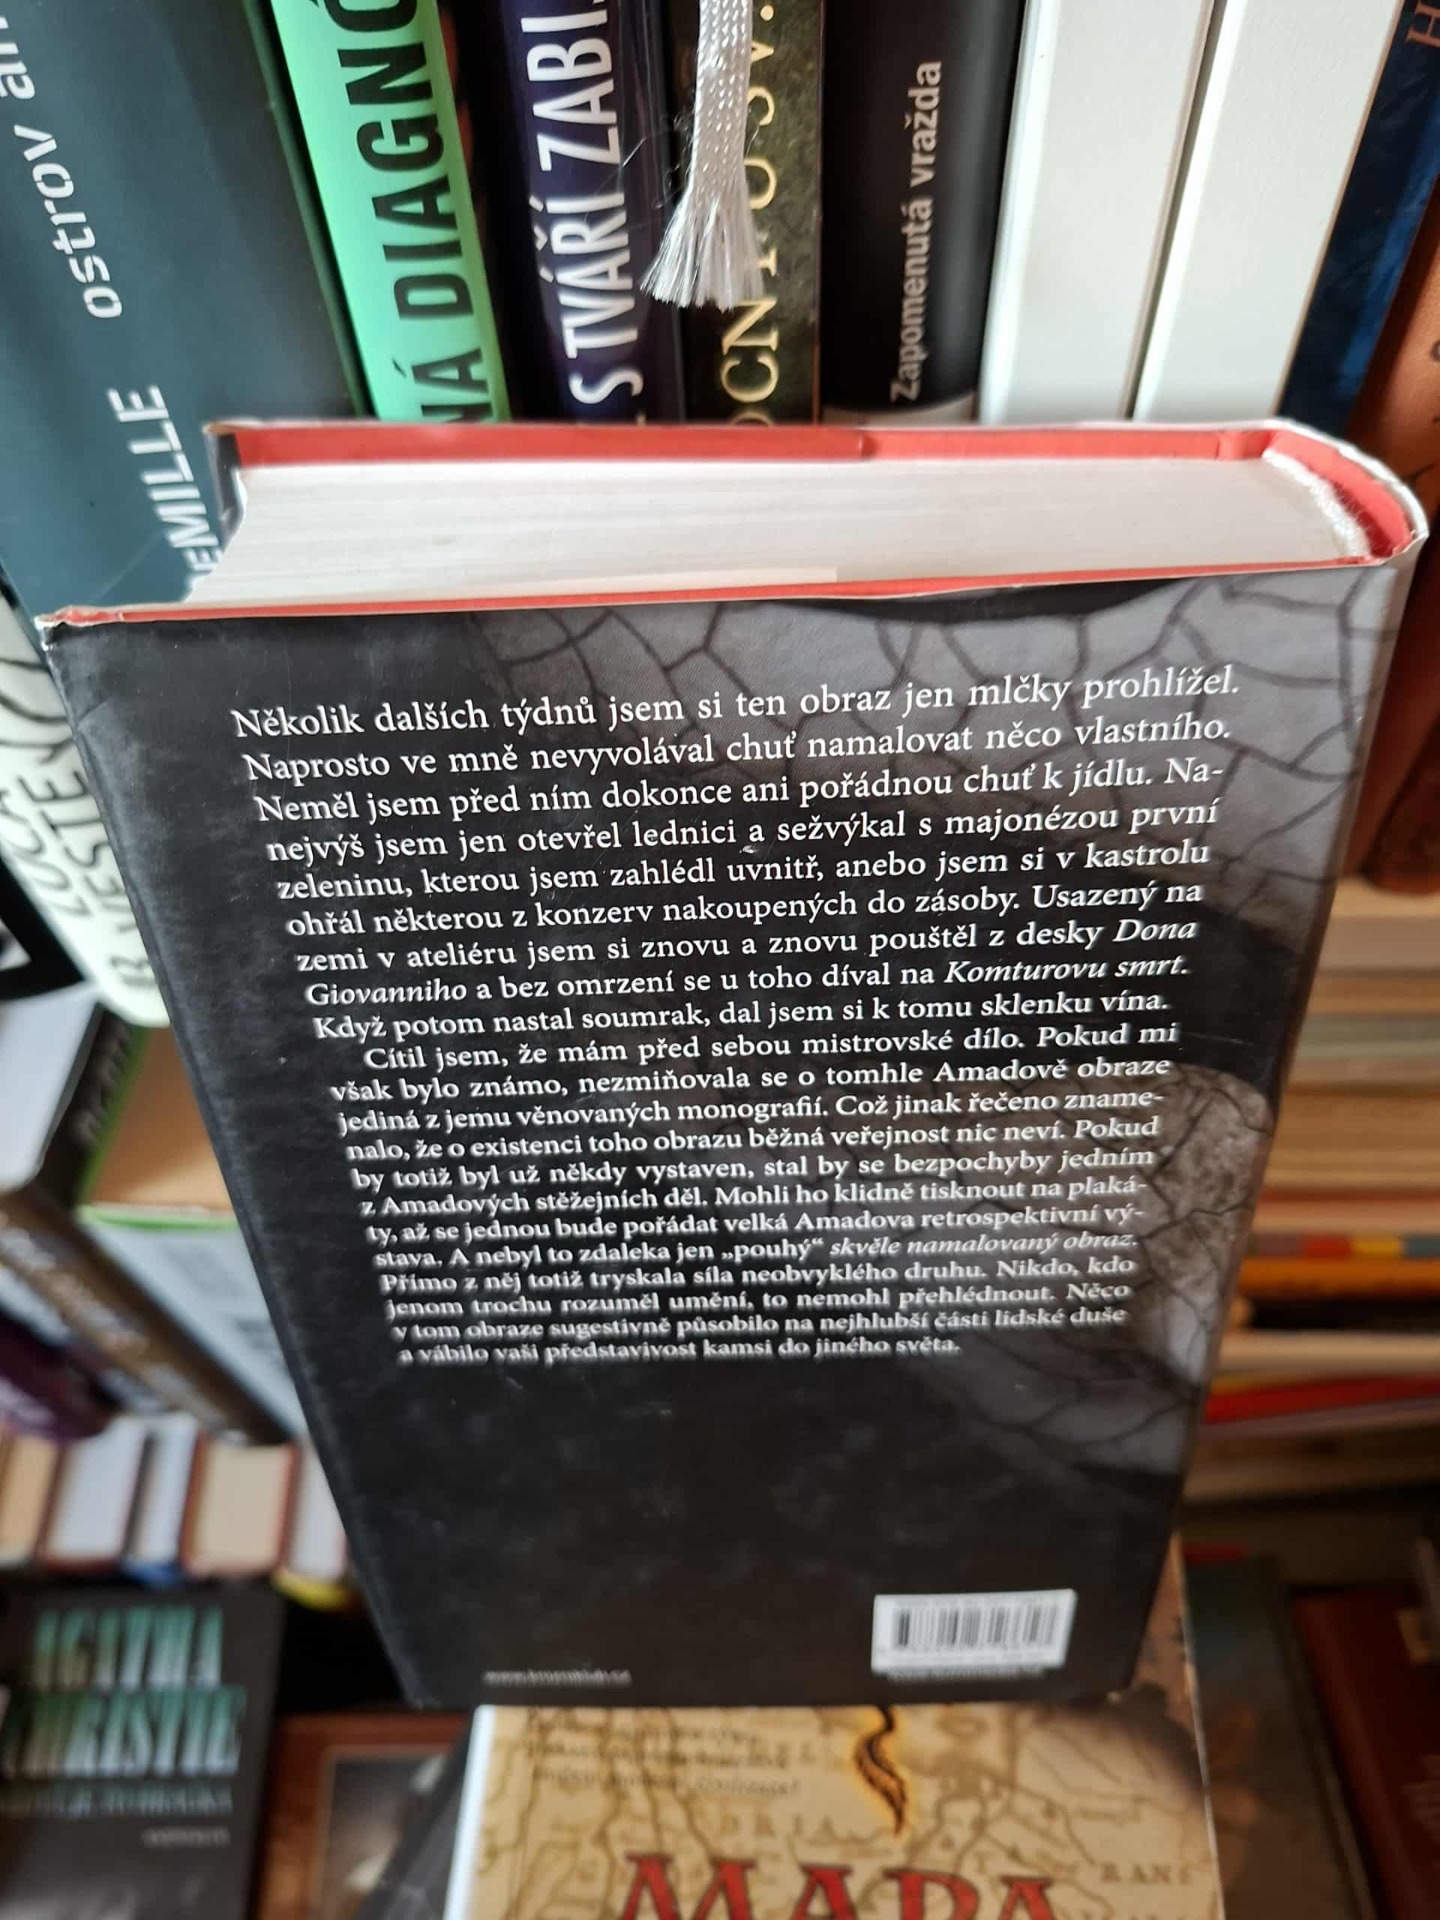 ostrov
DEMILLE
NÁ DIAGNÓ
S TVÁŘÍ ZABI
Zapomenutá vražda
Několik dalších týdnů jsem si ten obraz jen mlčky prohlížel.
Naprosto ve mně nevyvolával chuť namalovat něco vlastního.
Neměl jsem před ním dokonce ani pořádnou chuť k jídlu. Na-
nejvýš jsem jen otevřel lednici a sežvýkal s majonézou první
zeleninu, kterou jsem zahlédl uvnitř, anebo jsem si v kastrolu
ohřál některou z konzerv nakoupených do zásoby. Usazený na
zemi v ateliéru jsem si znovu a znovu pouštěl z desky Dona
Giovanniho a bez omrzení se u toho díval na Komturovu smrt.
Když potom nastal soumrak, dal jsem si k tomu sklenku vína.
Cítil jsem, že mám před sebou mistrovské dílo. Pokud mi
však bylo známo, nezmiňovala se o tomhle Amadově obraze
jediná z jemu věnovaných monografií. Což jinak řečeno zname-
nalo, že o existenci toho obrazu běžná veřejnost nic neví. Pokud
by totiž byl už někdy vystaven, stal by se bezpochyby jedním
z Amadových stěžejních děl. Mohli ho klidně tisknout na plaká-
ty, až se jednou bude pořádat velká Amadova retrospektivní vý-
stava. A nebyl to zdaleka jen „pouhý“ skvěle namalovaný obraz.
Přímo z něj totiž tryskala síla neobvyklého druhu. Nikdo, kdo
jenom trochu rozuměl umění, to nemohl přehlédnout. Něco
v tom obraze sugestivně působilo na nejhlubší části lidské duše
a vábilo vaši představivost kamsi do jiného světa.
AGATHA
CHRISTIE
MAPA